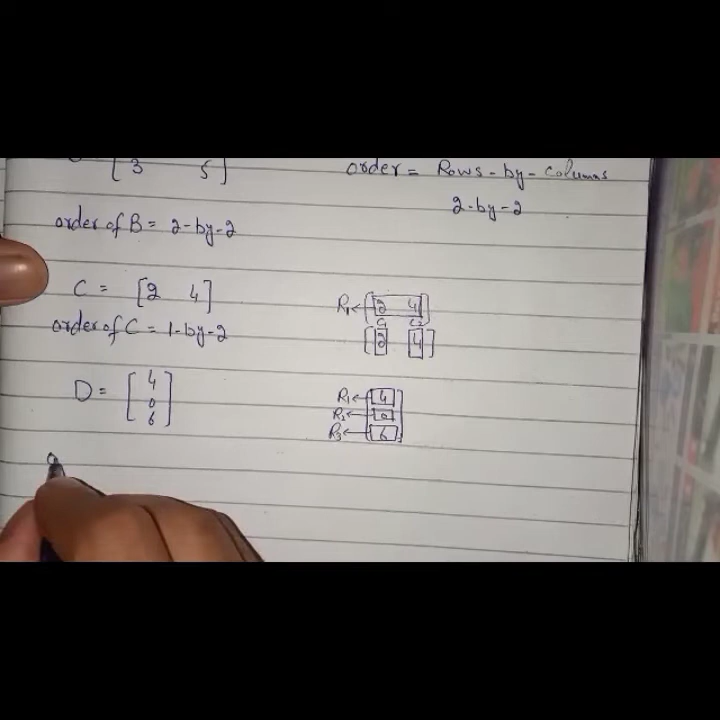 [3 5]
order = Rows-by-columns
2-by-2
order of B = 2-by-2
C = [2 4]
R1 ← [2 4]
C1 C2
order of C = 1-by-2
[2 4]
D = [4
0
6]
R1 ← [4
R2 ← 0
R3 ← 6]
o